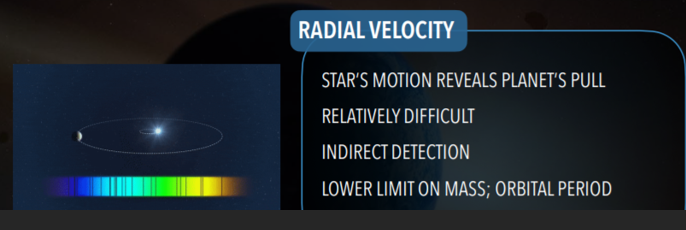 RADIAL VELOCITY
STAR'S MOTION REVEALS PLANET'S PULL
RELATIVELY DIFFICULT
INDIRECT DETECTION
LOWER LIMIT ON MASS; ORBITAL PERIOD